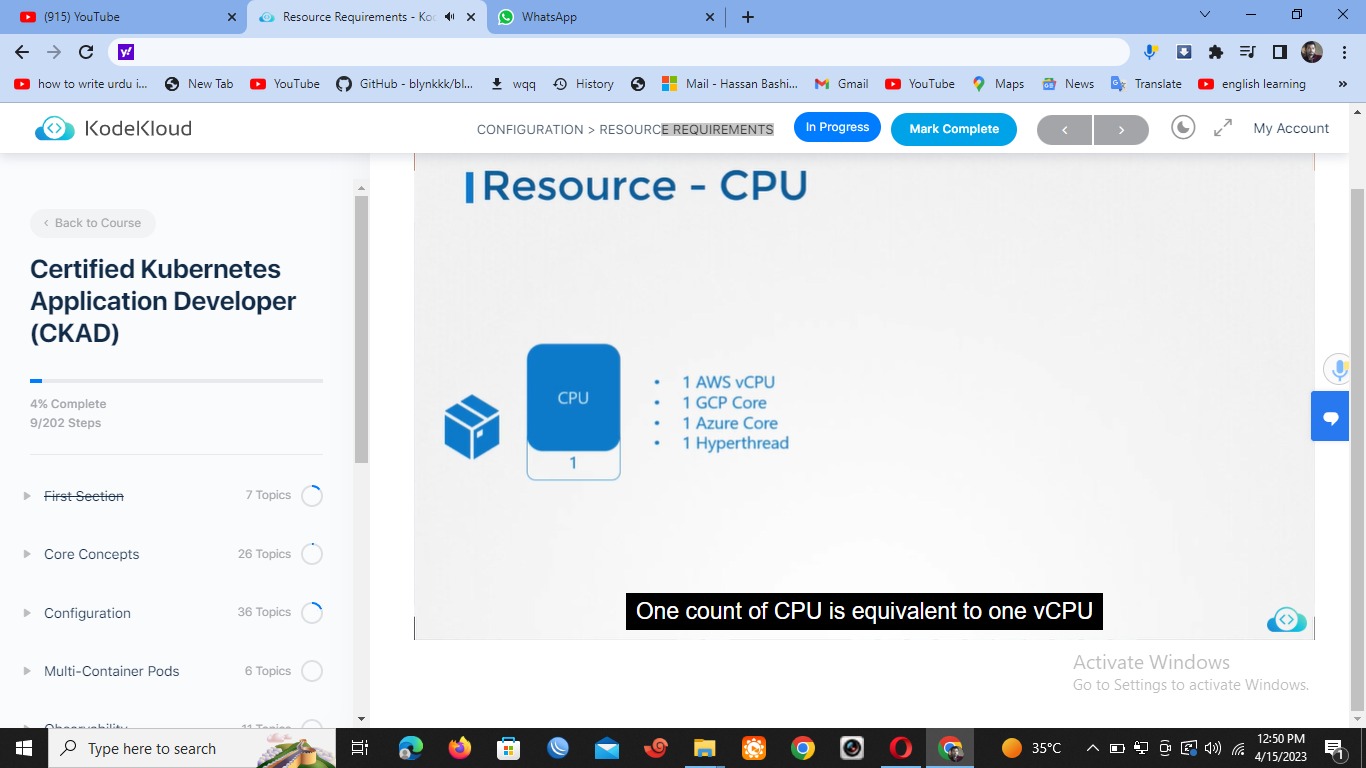 (915) YouTube
Resource Requirements - Ko
WhatsApp
y!
how to write urdu i...
New Tab
YouTube
GitHub - blynkkk/bl...
wqq
History
Mail - Hassan Bashi...
Gmail
YouTube
Maps
News
Translate
english learning
»
KodeKloud
CONFIGURATION > RESOURCE REQUIREMENTS
In Progress
Mark Complete
<
>
My Account
< Back to Course
Certified Kubernetes
Application Developer
(CKAD)
4% Complete
9/202 Steps
First Section 7 Topics
Core Concepts 26 Topics
Configuration 36 Topics
Multi-Container Pods 6 Topics
Observability 11 Topics
Resource - CPU
CPU
1
• 1 AWS vCPU
• 1 GCP Core
• 1 Azure Core
• 1 Hyperthread
One count of CPU is equivalent to one vCPU
Activate Windows
Go to Settings to activate Windows.
Type here to search
35°C
12:50 PM
4/15/2023
1